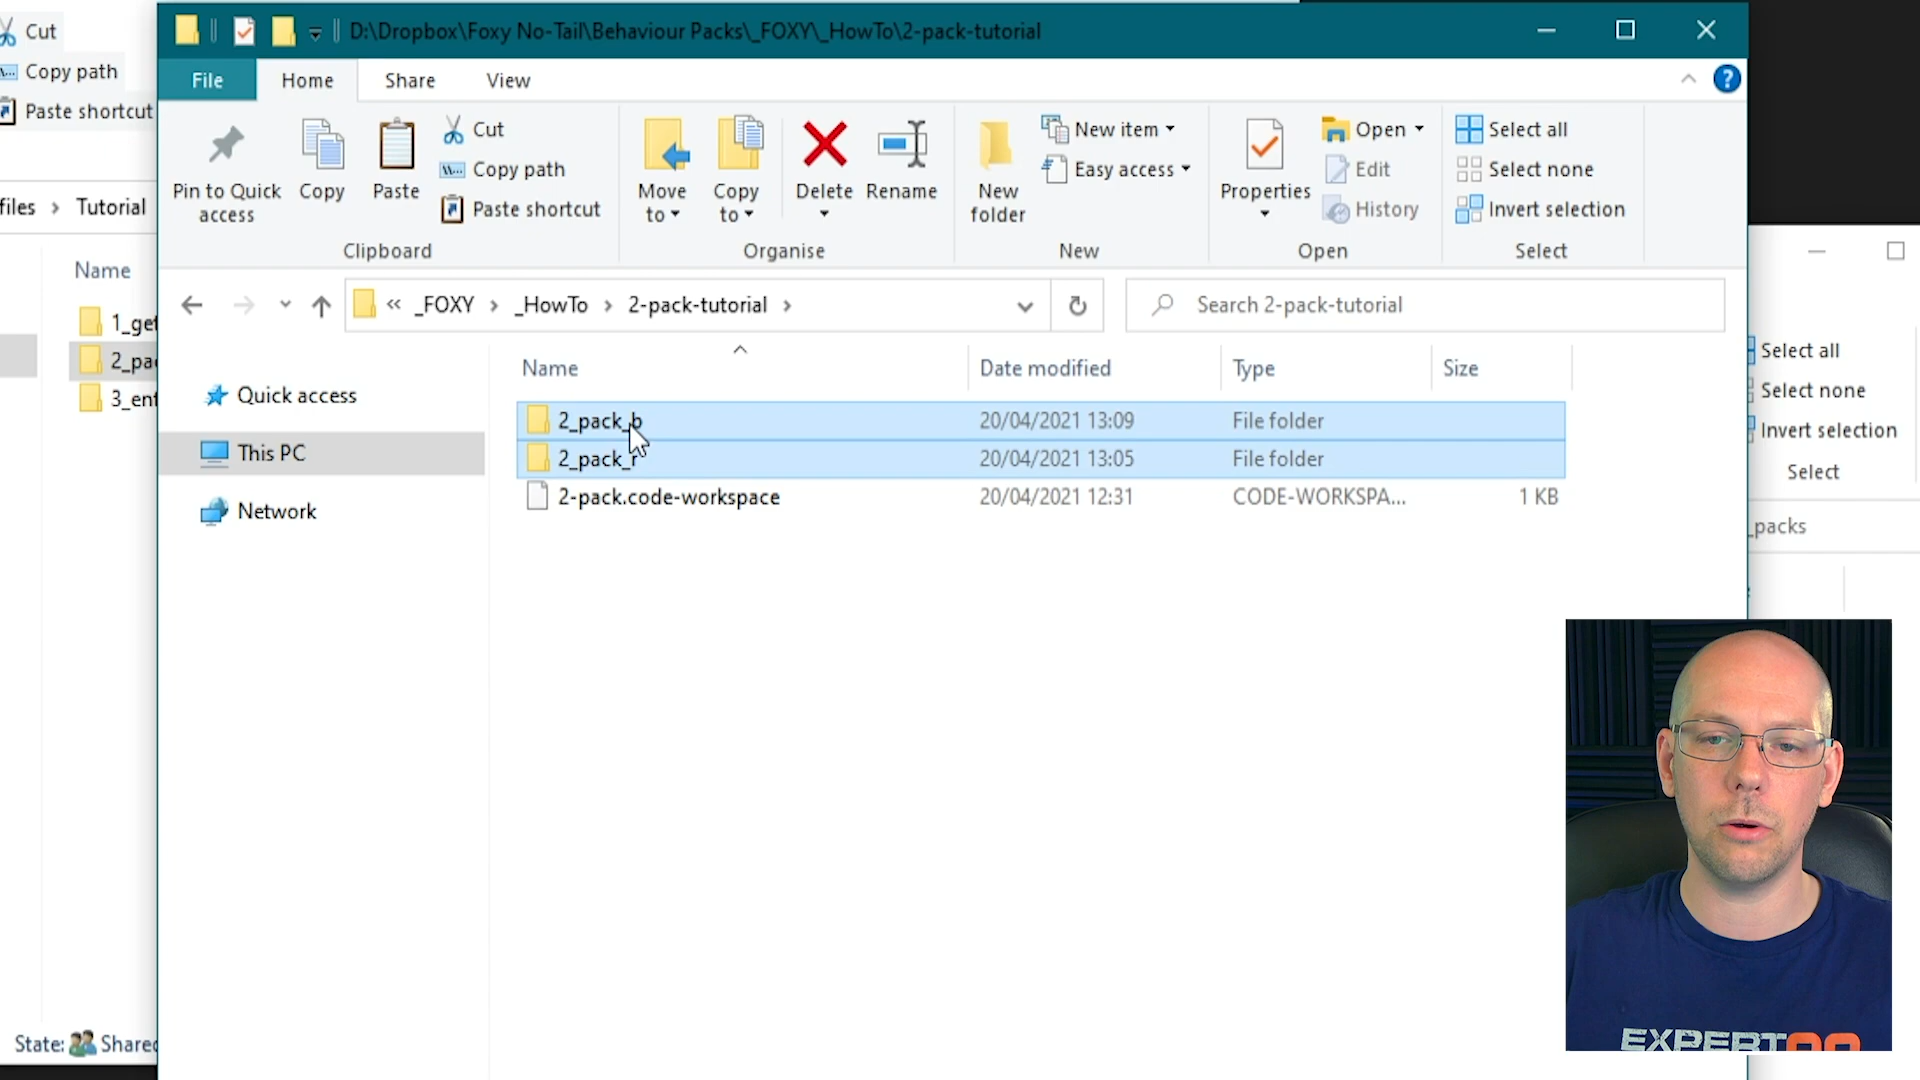 Cut
Copy path
Paste shortcut
files > Tutorial
Name
1_get
2_pac
3_ent
State: Shared
D:\Dropbox\Foxy No-Tail\Behaviour Packs\_FOXY\_HowTo\2-pack-tutorial
File Home Share View
Pin to Quick access
Copy
Paste
Cut
Copy path
Paste shortcut
Clipboard
Move to
Copy to
Delete
Rename
Organise
New folder
New item
Easy access
New
Properties
Open
Edit
History
Open
Select all
Select none
Invert selection
Select
« _FOXY > _HowTo > 2-pack-tutorial >
Search 2-pack-tutorial
Quick access
This PC
Network
Name Date modified Type Size
2_pack_b 20/04/2021 13:09 File folder
2_pack_r 20/04/2021 13:05 File folder
2-pack.code-workspace 20/04/2021 12:31 CODE-WORKSPA... 1 KB
Select all
Select none
Invert selection
Select
_packs